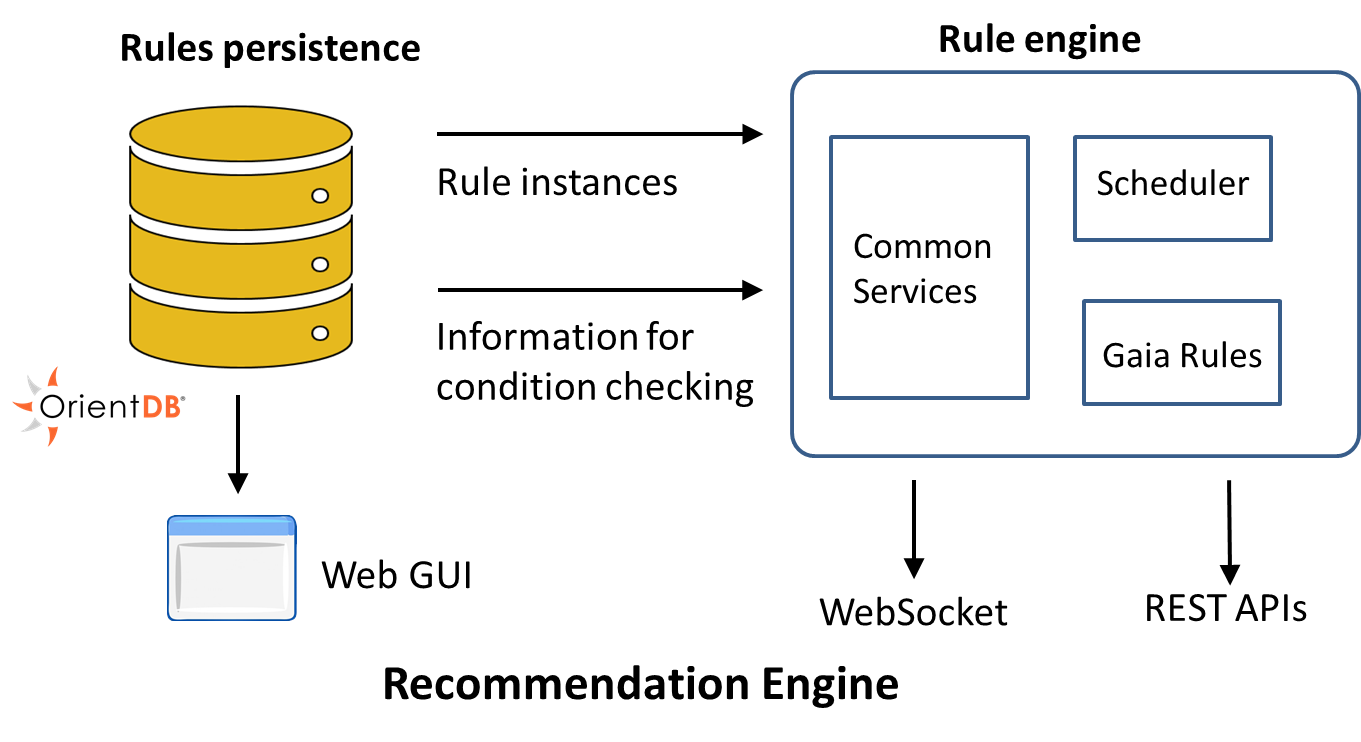 Rules persistence
Rule engine
Rule instances
Information for
condition checking
Common
Services
Scheduler
Gaia Rules
OrientDB®
Web GUI
WebSocket
REST APIs
Recommendation Engine